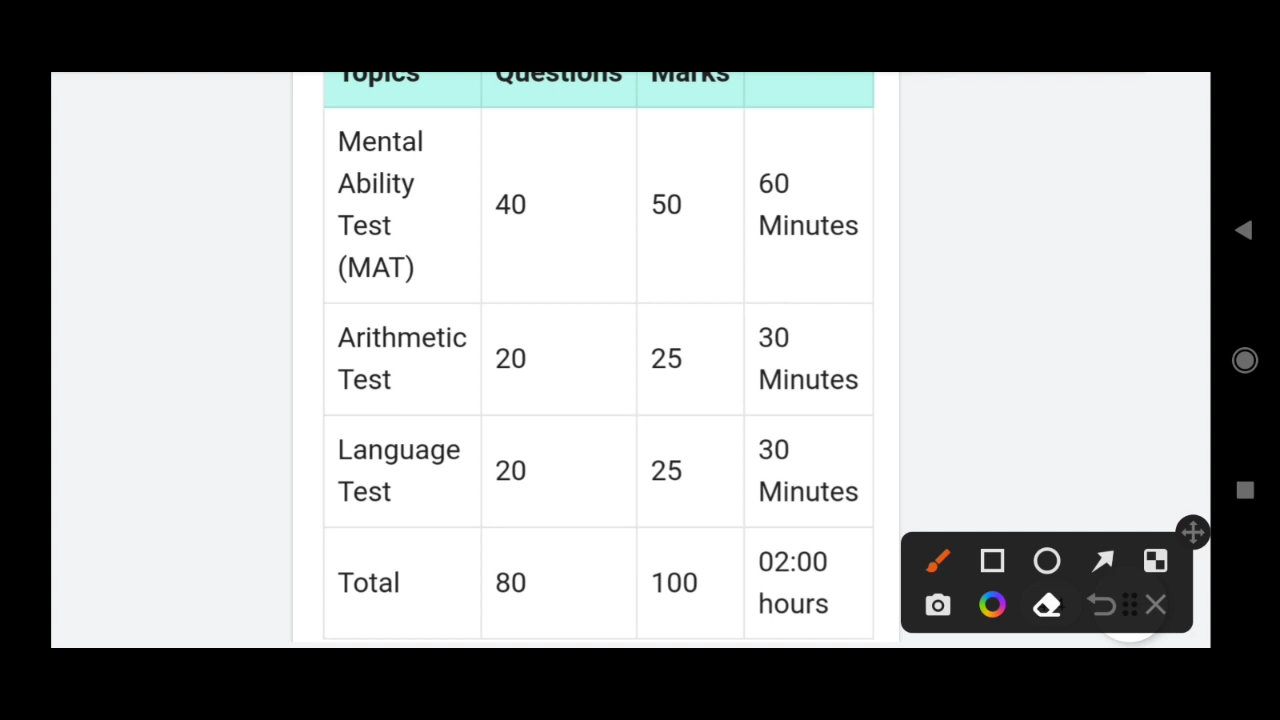 Topics Questions Marks
Mental
Ability
Test
(MAT)
40
50
60
Minutes
Arithmetic
Test
20
25
30
Minutes
Language
Test
20
25
30
Minutes
Total
80
100
02:00
hours